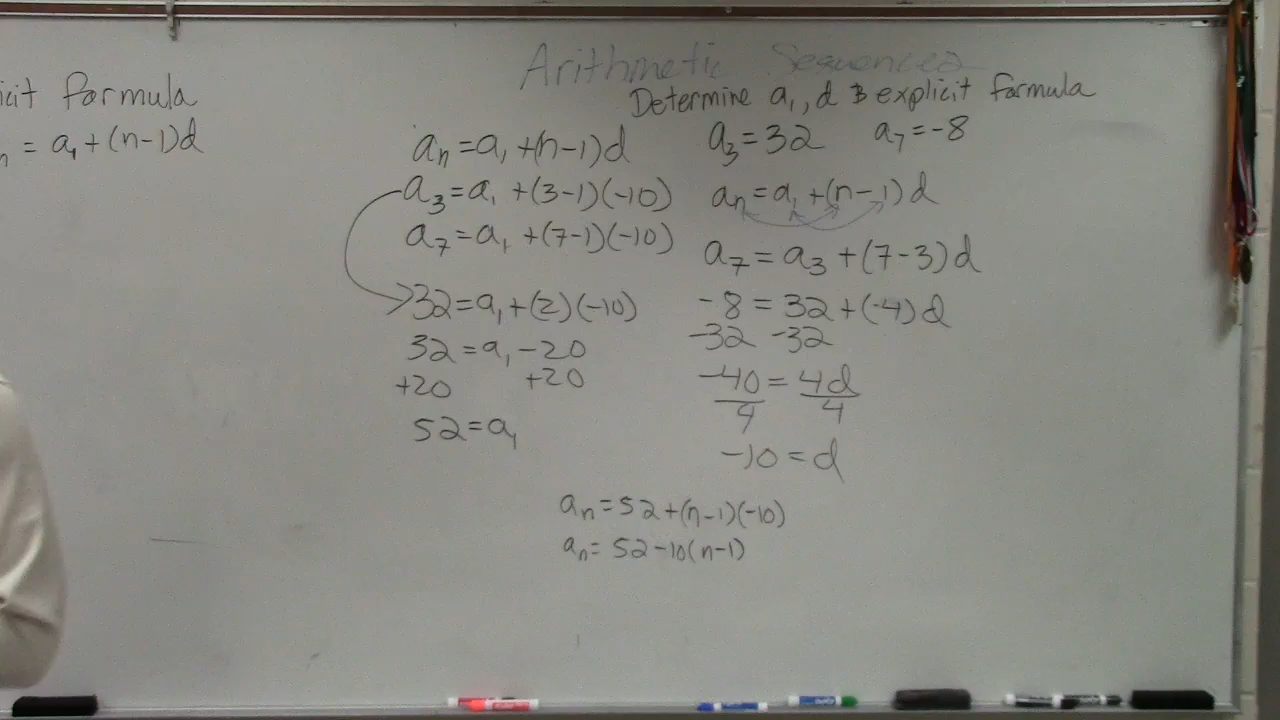 icit formula
n = a₁ + (n-1)d
Arithmetic Sequences
Determine a₁, d & explicit formula
a₃ = 32 a₇ = -8
aₙ = a₁ + (n-1)d
a₃ = a₁ + (3-1)(-10)
a₇ = a₁ + (7-1)(-10)
32 = a₁ + (2)(-10)
32 = a₁ - 20
+20 +20
52 = a₁
aₙ = a₁ + (n-1)d
a₇ = a₃ + (7-3)d
-8 = 32 + (-4)d
-32 -32
-40 = 4d
4 4
-10 = d
aₙ = 52 + (n-1)(-10)
aₙ = 52 - 10(n-1)